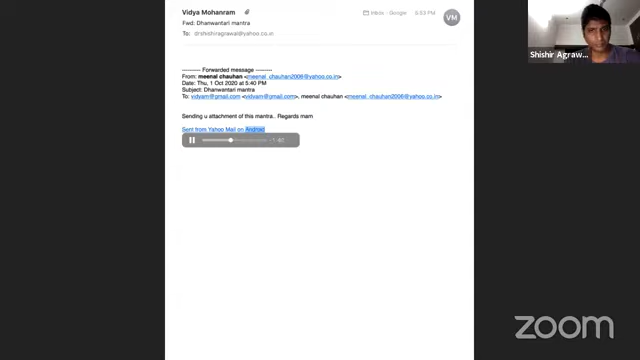 Vidya Mohanram
Inbox - Google 5:53 PM
VM
Fwd: Dhanwantari mantra
To: drshishiragrawal@yahoo.co.in
---------- Forwarded message ---------
From: meenal chauhan <meenal_chauhan2006@yahoo.co.in>
Date: Thu, 1 Oct 2020 at 5:40 PM
Subject: Dhanwantari mantra
To: vidyam@gmail.com <vidyam@gmail.com>, meenal chauhan <meenal_chauhan2006@yahoo.co.in>
Sending u attachment of this mantra.. Regards mam
Sent from Yahoo Mail on Android
-1:40
Shishir Agraw...
zoom